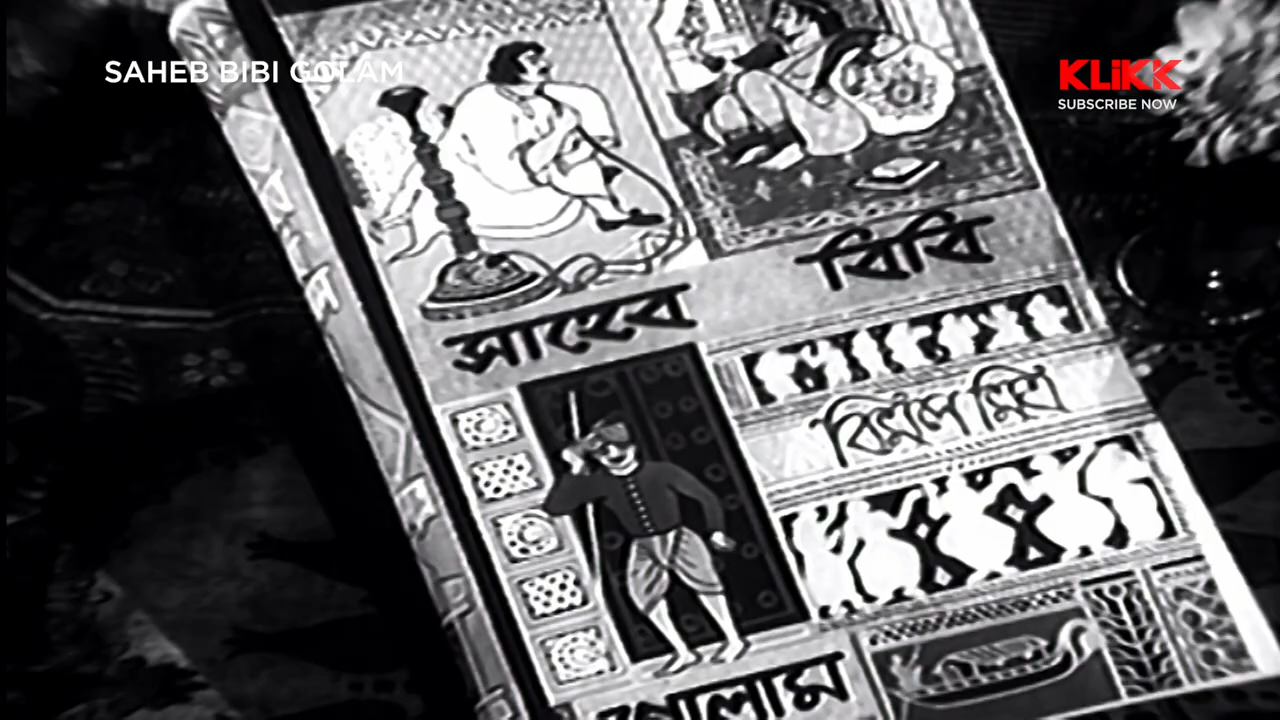 SAHEB BIBI GOLAM
KLiKK
SUBSCRIBE NOW
বিবি
সাহেব
বিমল মিত্র
গোলাম